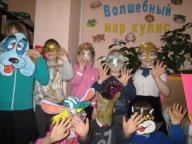 Волшебный
мир кулис